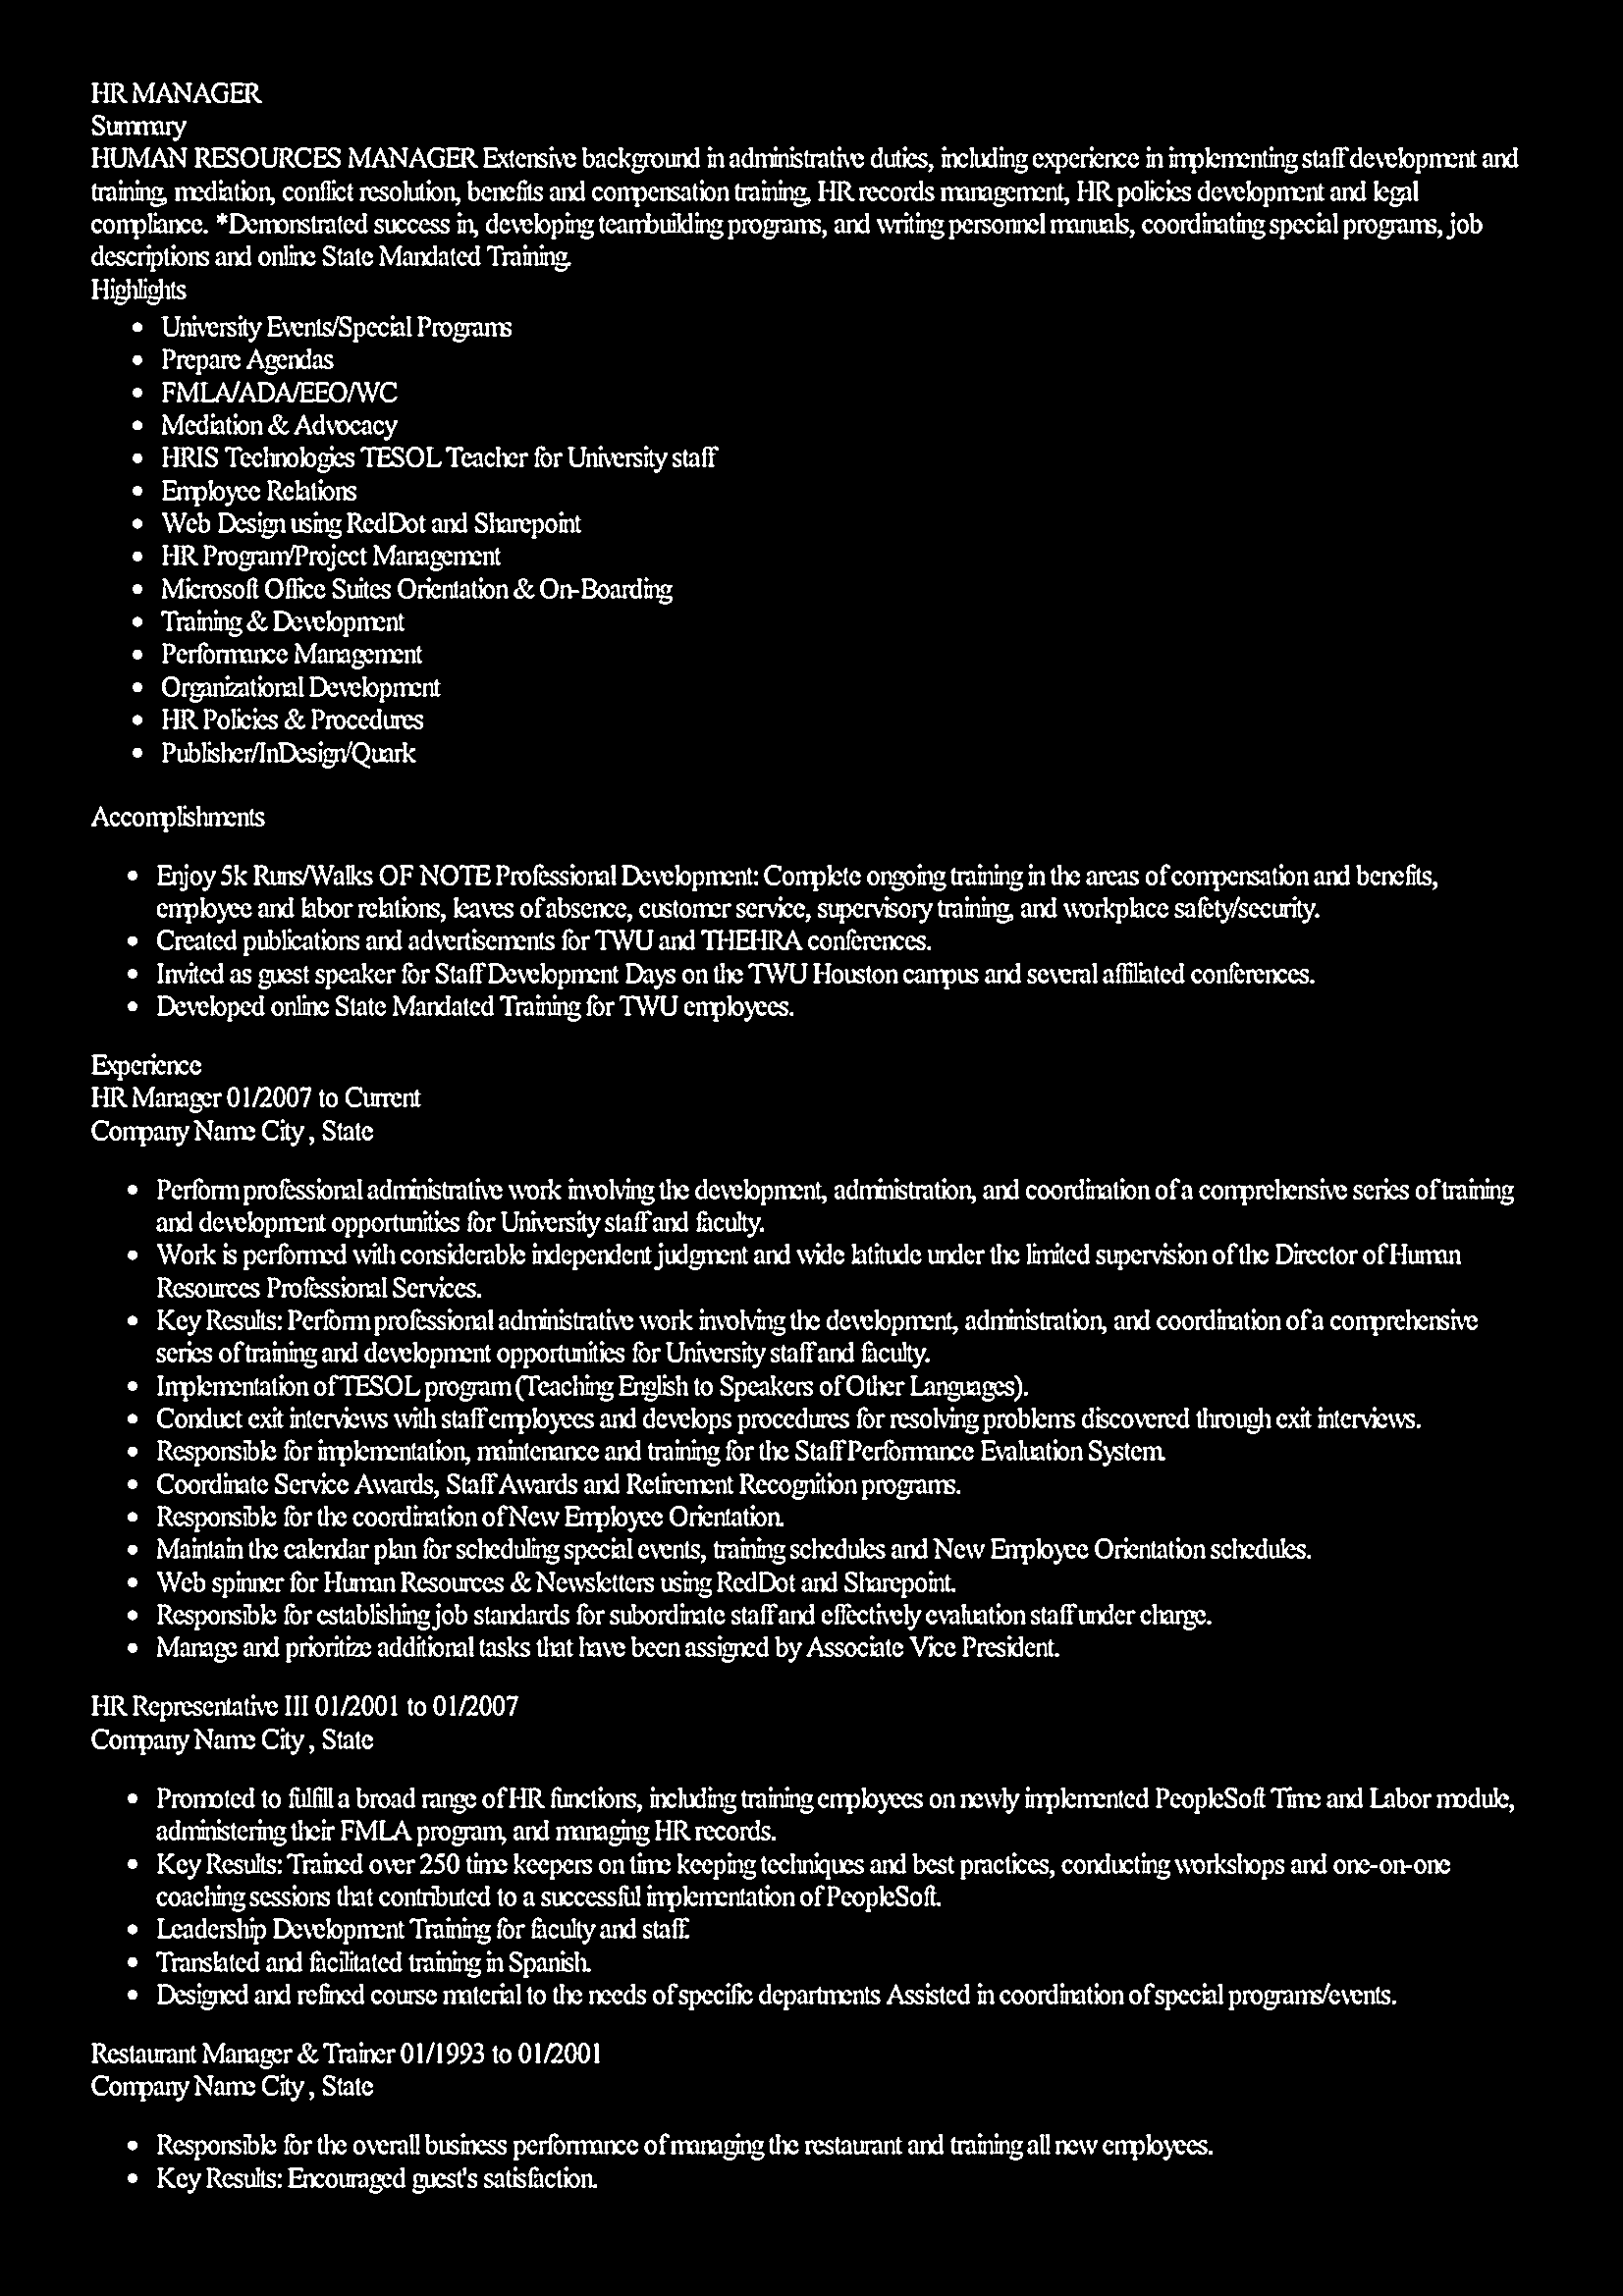 HR MANAGER
Summary
HUMAN RESOURCES MANAGER Extensive background in administrative duties, including experience in implementing staff development and
training, mediation, conflict resolution, benefits and compensation training, HR records management, HR policies development and legal
compliance. *Demonstrated success in, developing teambuilding programs, and writing personnel manuals, coordinating special programs, job
descriptions and online State Mandated Training.
Highlights
• University Events/Special Programs
• Prepare Agendas
• FMLA/ADA/EEO/WC
• Mediation & Advocacy
• HRIS Technologies TESOL Teacher for University staff
• Employee Relations
• Web Design using RedDot and Sharepoint
• HR Program/Project Management
• Microsoft Office Suites Orientation & On-Boarding
• Training & Development
• Performance Management
• Organizational Development
• HR Policies & Procedures
• Publisher/InDesign/Quark
Accomplishments
• Enjoy 5k Runs/Walks OF NOTE Professional Development: Complete ongoing training in the areas of compensation and benefits,
employee and labor relations, leaves of absence, customer service, supervisory training, and workplace safety/security.
• Created publications and advertisements for TWU and THEHRA conferences.
• Invited as guest speaker for Staff Development Days on the TWU Houston campus and several affiliated conferences.
• Developed online State Mandated Training for TWU employees.
Experience
HR Manager 01/2007 to Current
Company Name City , State
• Perform professional administrative work involving the development, administration, and coordination of a comprehensive series of training
and development opportunities for University staff and faculty.
• Work is performed with considerable independent judgment and wide latitude under the limited supervision of the Director of Human
Resources Professional Services.
• Key Results: Perform professional administrative work involving the development, administration, and coordination of a comprehensive
series of training and development opportunities for University staff and faculty.
• Implementation of TESOL program (Teaching English to Speakers of Other Languages).
• Conduct exit interviews with staff employees and develops procedures for resolving problems discovered through exit interviews.
• Responsible for implementation, maintenance and training for the Staff Performance Evaluation System.
• Coordinate Service Awards, Staff Awards and Retirement Recognition programs.
• Responsible for the coordination of New Employee Orientation.
• Maintain the calendar plan for scheduling special events, training schedules and New Employee Orientation schedules.
• Web spinner for Human Resources & Newsletters using RedDot and Sharepoint.
• Responsible for establishing job standards for subordinate staff and effectively evaluation staff under charge.
• Manage and prioritize additional tasks that have been assigned by Associate Vice President.
HR Representative III 01/2001 to 01/2007
Company Name City , State
• Promoted to fulfill a broad range of HR functions, including training employees on newly implemented PeopleSoft Time and Labor module,
administering their FMLA program, and managing HR records.
• Key Results: Trained over 250 time keepers on time keeping techniques and best practices, conducting workshops and one-on-one
coaching sessions that contributed to a successful implementation of PeopleSoft.
• Leadership Development Training for faculty and staff.
• Translated and facilitated training in Spanish.
• Designed and refined course material to the needs of specific departments Assisted in coordination of special programs/events.
Restaurant Manager & Trainer 01/1993 to 01/2001
Company Name City , State
• Responsible for the overall business performance of managing the restaurant and training all new employees.
• Key Results: Encouraged guest's satisfaction.